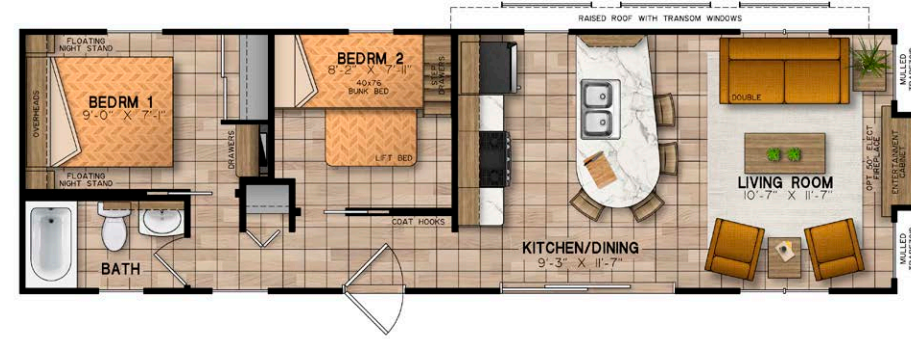 RAISED ROOF WITH TRANSOM WINDOWS
FLOATING
NIGHT STAND
OVERHEADS
BEDRM 1
9'-0" X 7'-1"
FLOATING
NIGHT STAND
DRAWERS
BEDRM 2
8'-2" X 7'-11"
40x76
BUNK BED
STEP
DRAWERS
LIFT BED
COAT HOOKS
BATH
KITCHEN/DINING
9'-3" X 11'-7"
DOUBLE
LIVING ROOM
10'-7" X 11'-7"
OPT 50" ELECT
FIREPLACE
ENTERTAINMENT
CABINET
MULLED
MULLED